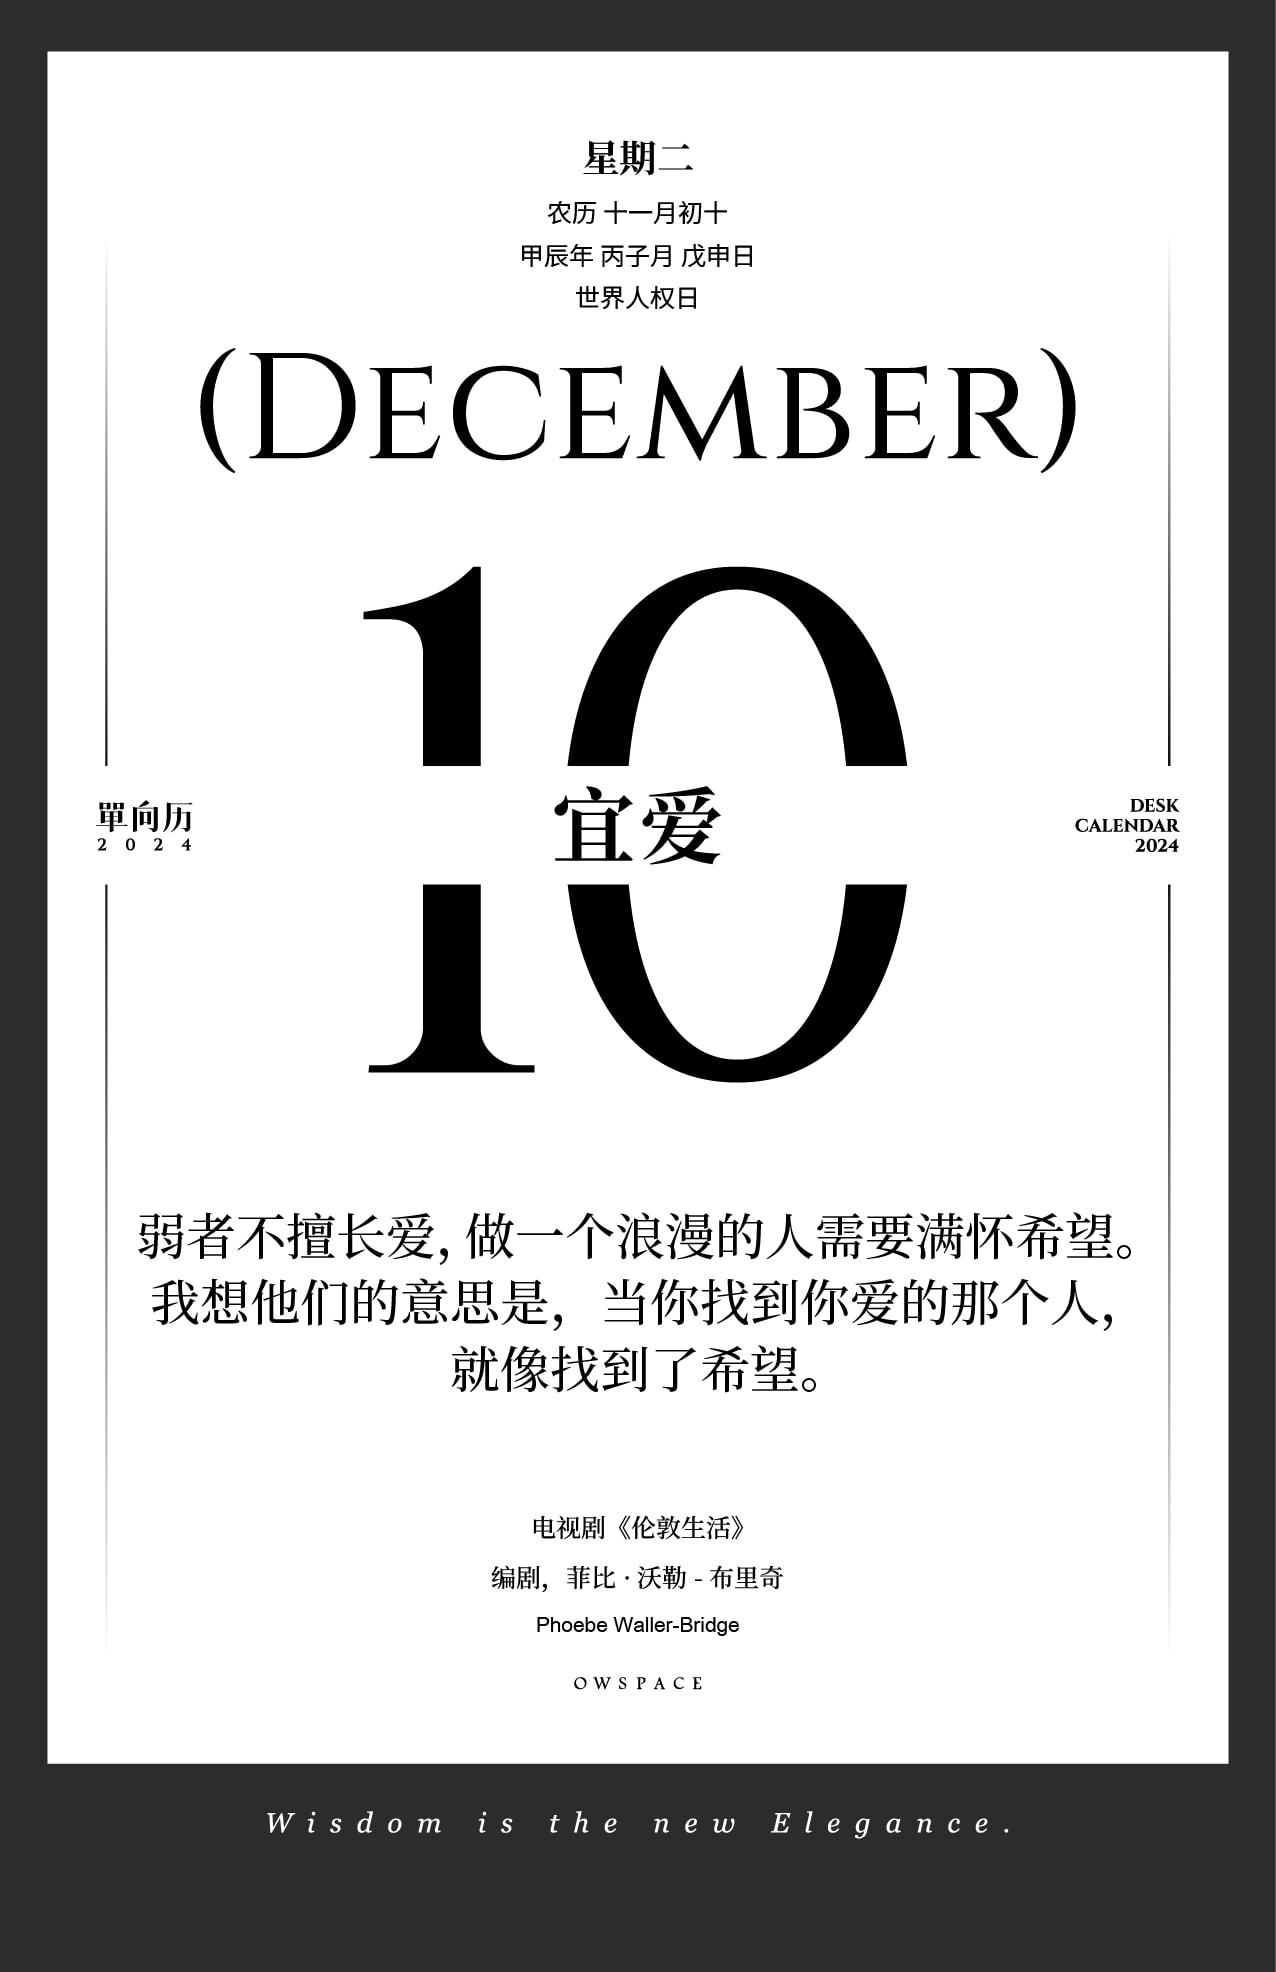 星期二
农历 十一月初十
甲辰年 丙子月 戊申日
世界人权日
(DECEMBER)
10
單向历
2024
宜爱
DESK
CALENDAR
2024
弱者不擅长爱，做一个浪漫的人需要满怀希望。
我想他们的意思是，当你找到你爱的那个人，
就像找到了希望。
电视剧《伦敦生活》
编剧，菲比·沃勒 - 布里奇
Phoebe Waller-Bridge
OWSPACE
Wisdom is the new Elegance.